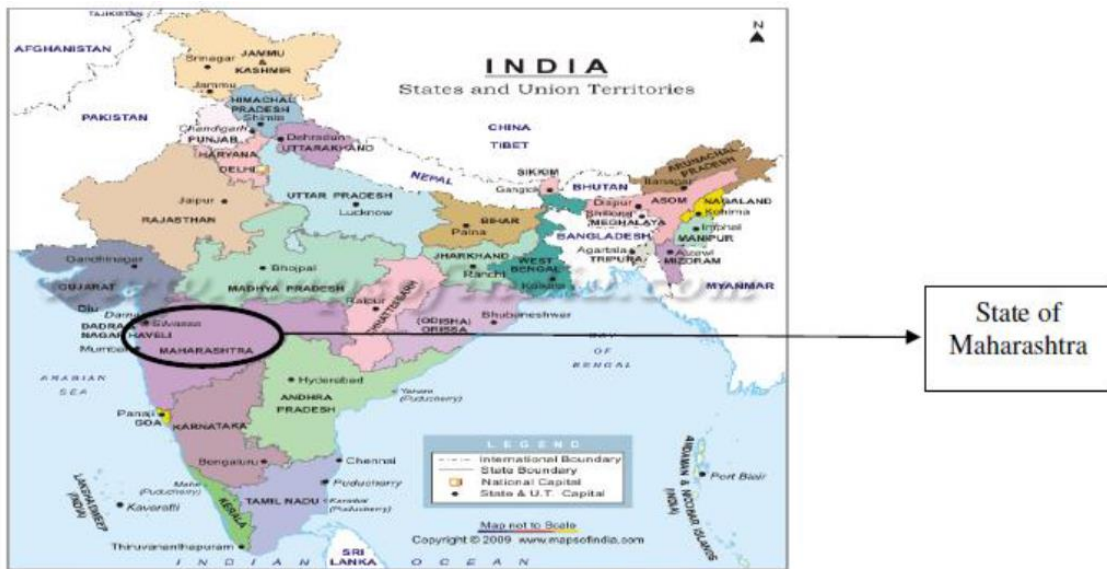 TAJIKISTAN
AFGHANISTAN
JAMMU
&
KASHMIR
Srinagar
Jammu
N
INDIA
States and Union Territories
HIMACHAL
PRADESH
Shimla
PAKISTAN
Chandigarh
PUNJAB
Dehradun
UTTARAKHAND
HARYANA
DELHI
CHINA
TIBET
ARUNACHAL
PRADESH
Itanagar
SIKKIM
Gangtok
NEPAL
BHUTAN
UTTAR PRADESH
Lucknow
Jaipur
RAJASTHAN
Dispur
ASOM
NAGALAND
Kohima
Shillong
MEGHALAYA
Imphal
MANIPUR
BIHAR
Patna
BANGLADESH
Agartala
TRIPURA
Aizawl
MIZORAM
Gandhinagar
GUJARAT
Bhopal
MADHYA PRADESH
JHARKHAND
Ranchi
WEST
BENGAL
Kolkata
MYANMAR
Raipur
CHHATTISGARH
(ODISHA)
ORISSA
Bhubaneshwar
Diu
Daman
Silvassa
DADRA &
NAGAR HAVELI
Mumbai
MAHARASHTRA
State of
Maharashtra
BAY
OF
BENGAL
ARABIAN
SEA
Hyderabad
ANDHRA
PRADESH
Yanam
(Puducherry)
Panaji
GOA
KARNATAKA
Bengaluru
Chennai
LEGEND
International Boundary
State Boundary
National Capital
State & U.T. Capital
Mahe
(Puducherry)
Puducherry
TAMIL NADU
Karaikal
(Puducherry)
KERALA
LAKSHADWEEP
(INDIA)
Kavaratti
ANDAMAN & NICOBAR ISLANDS
(INDIA)
Port Blair
Map not to Scale
Copyright © 2009 www.mapsofindia.com
Thiruvananthapuram
SRI
LANKA
INDIAN OCEAN